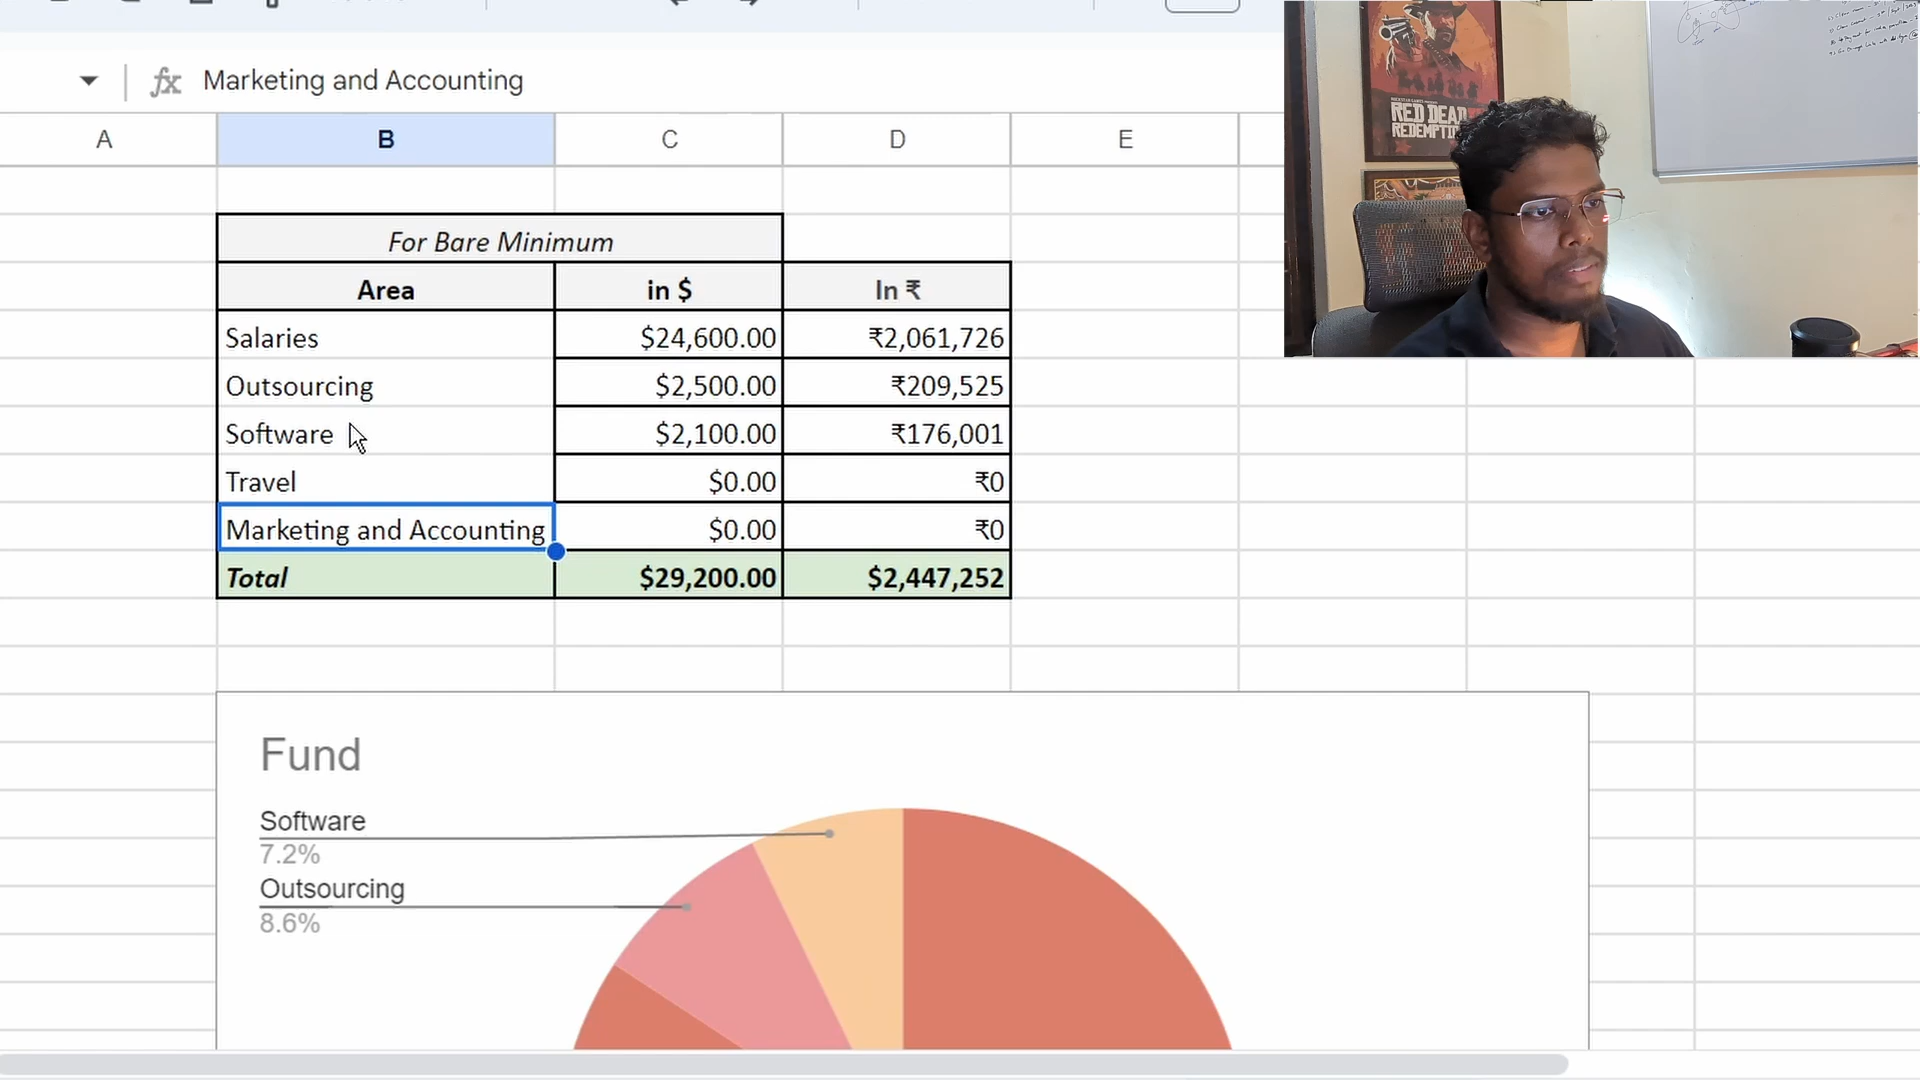 Marketing and Accounting
A B C D E
For Bare Minimum
Area in $ In ₹
Salaries $24,600.00 ₹2,061,726
Outsourcing $2,500.00 ₹209,525
Software $2,100.00 ₹176,001
Travel $0.00 ₹0
Marketing and Accounting $0.00 ₹0
Total $29,200.00 $2,447,252
Fund
Software
7.2%
Outsourcing
8.6%
RED DEAD